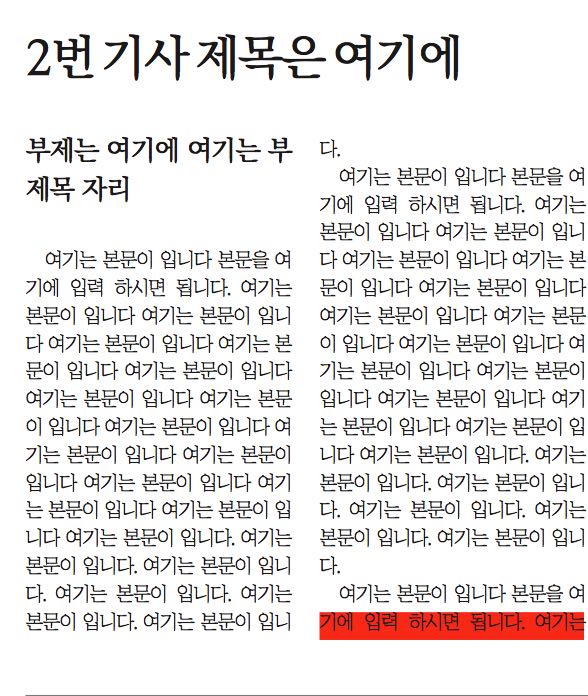 2번 기사 제목은 여기에
부제는 여기에 여기는 부
제목 자리
여기는 본문이 입니다 본문을 여
기에 입력 하시면 됩니다. 여기는
본문이 입니다 여기는 본문이 입니
다 여기는 본문이 입니다 여기는 본
문이 입니다 여기는 본문이 입니다
여기는 본문이 입니다 여기는 본문
이 입니다 여기는 본문이 입니다 여
기는 본문이 입니다 여기는 본문이
입니다 여기는 본문이 입니다 여기
는 본문이 입니다 여기는 본문이 입
니다 여기는 본문이 입니다. 여기는
본문이 입니다. 여기는 본문이 입니
다. 여기는 본문이 입니다. 여기는
본문이 입니다. 여기는 본문이 입니
다.
여기는 본문이 입니다 본문을 여
기에 입력 하시면 됩니다. 여기는
본문이 입니다 여기는 본문이 입니
다 여기는 본문이 입니다 여기는 본
문이 입니다 여기는 본문이 입니다
여기는 본문이 입니다 여기는 본문
이 입니다 여기는 본문이 입니다 여
기는 본문이 입니다 여기는 본문이
입니다 여기는 본문이 입니다 여기
는 본문이 입니다 여기는 본문이 입
니다 여기는 본문이 입니다. 여기는
본문이 입니다. 여기는 본문이 입니
다. 여기는 본문이 입니다. 여기는
본문이 입니다. 여기는 본문이 입니
다.
여기는 본문이 입니다 본문을 여
기에 입력 하시면 됩니다. 여기는